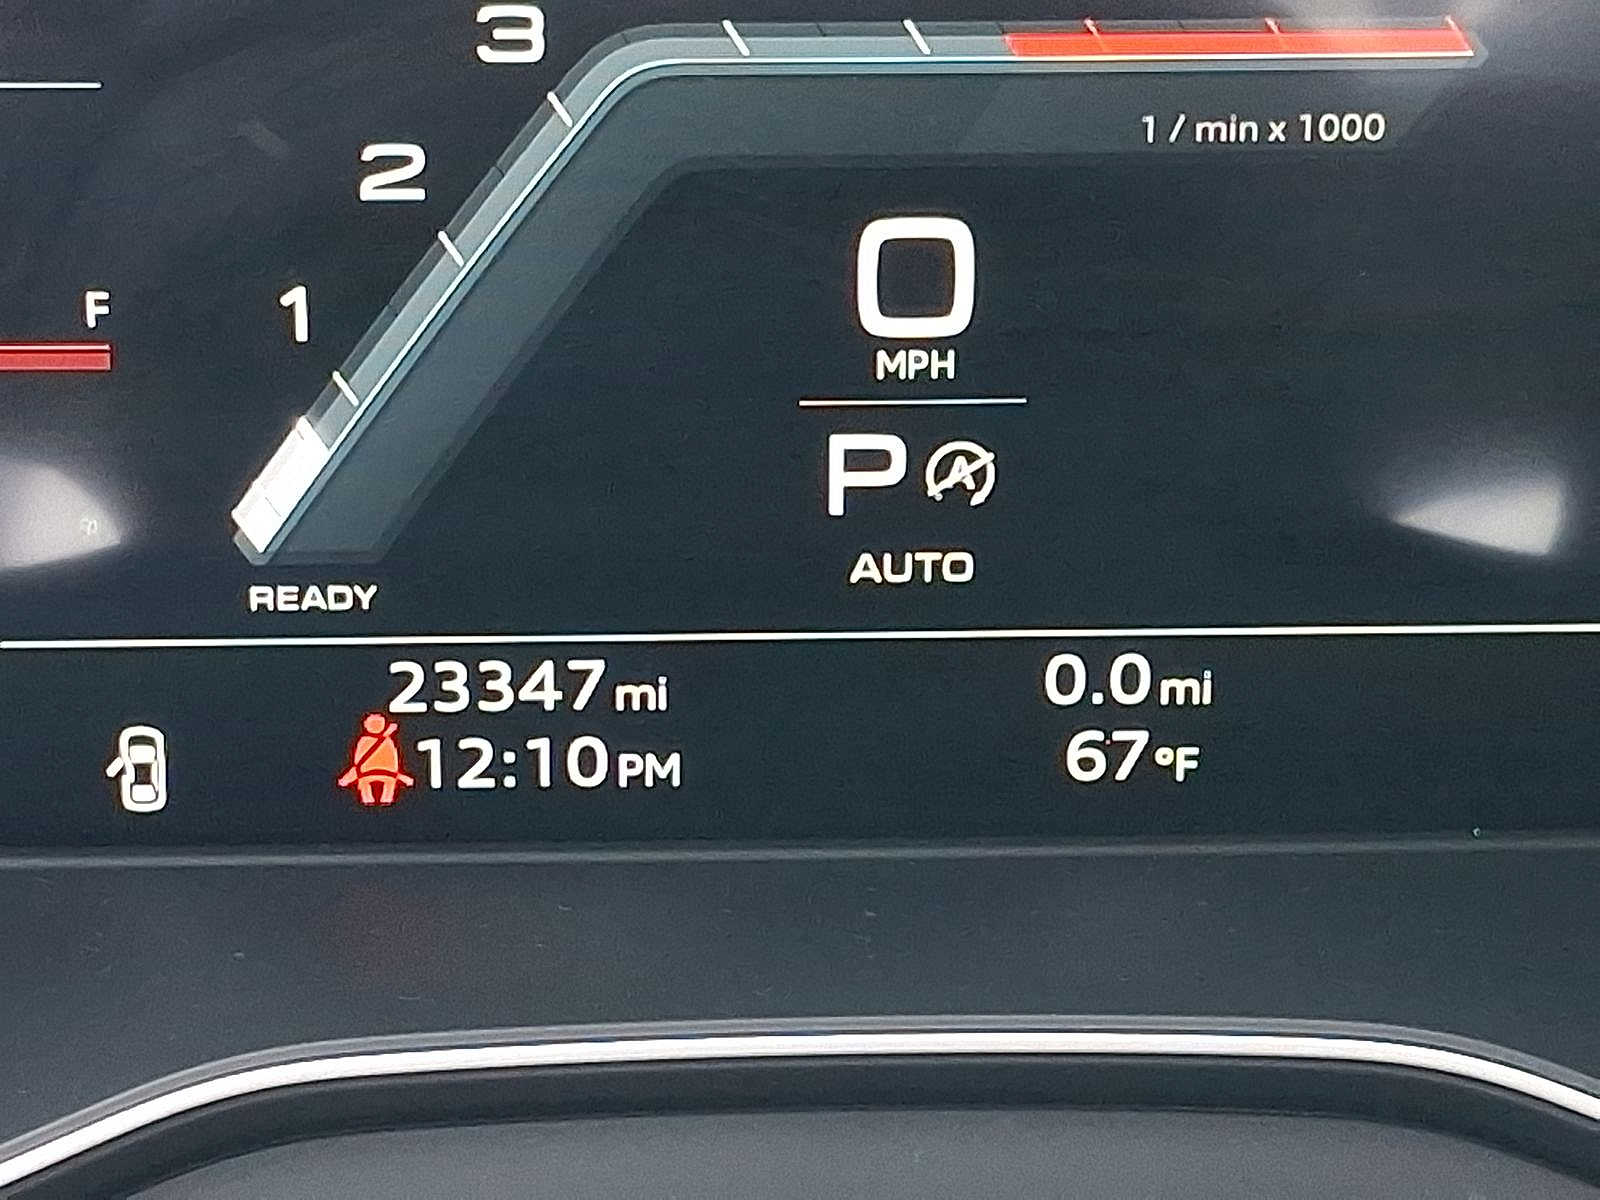 3
1 / min x 1000
2
F
1
0
MPH
P A
AUTO
READY
23347 mi 0.0 mi
12:10 PM 67 °F